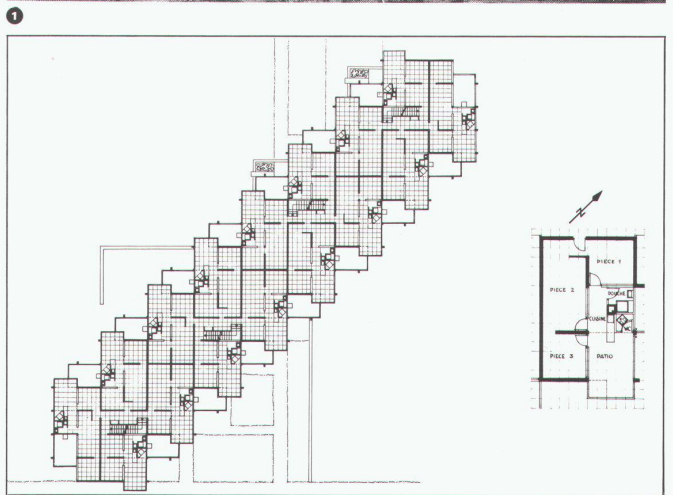 1
N
PIECE 1
PIECE 2
DOUCHE
CUISINE
WC
PIECE 3
PATIO